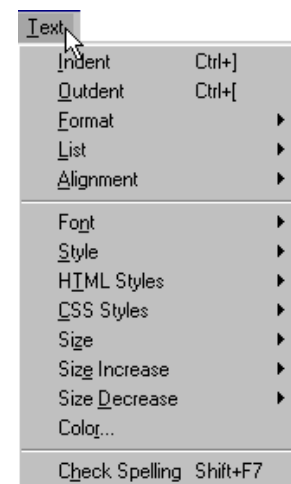 Text
Indent Ctrl+]
Outdent Ctrl+[
Format
List
Alignment
Font
Style
HTML Styles
CSS Styles
Size
Size Increase
Size Decrease
Color...
Check Spelling Shift+F7